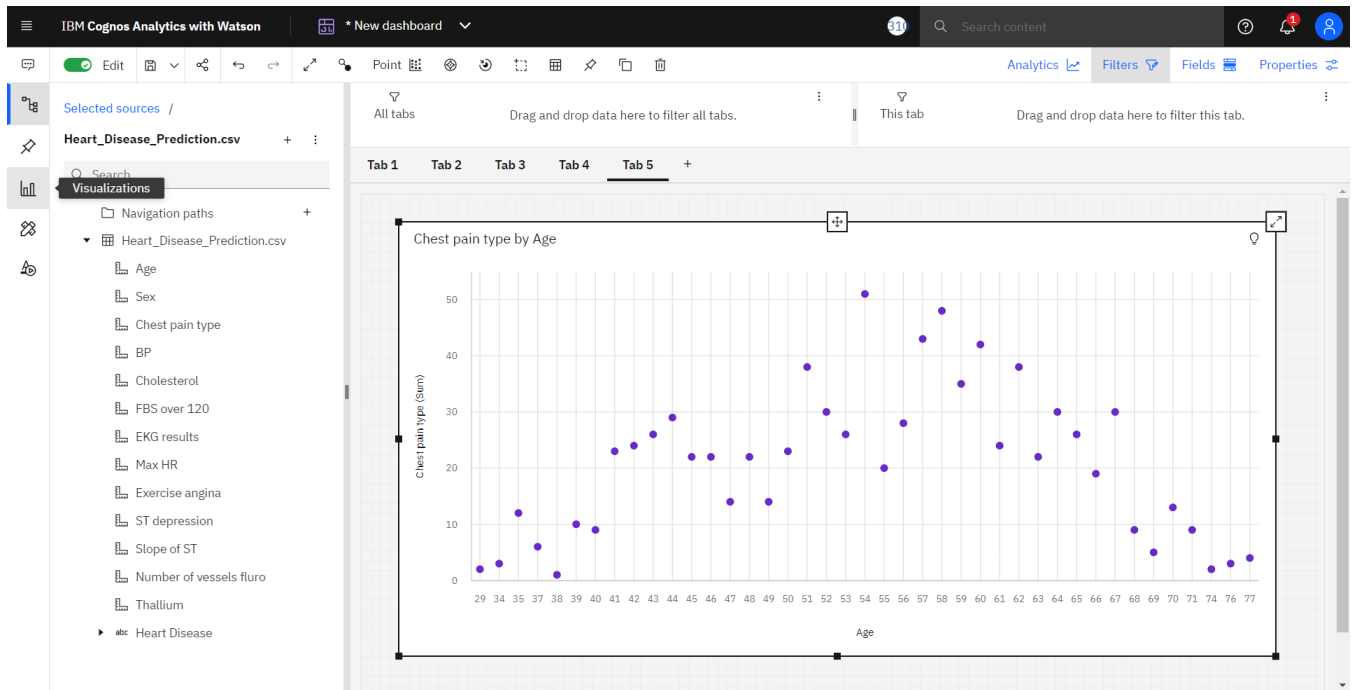 IBM Cognos Analytics with Watson
* New dashboard
310
Search content
1
Edit
Point
Analytics
Filters
Fields
Properties
Selected sources /
Heart_Disease_Prediction.csv
Search
Visualizations
Navigation paths
Heart_Disease_Prediction.csv
Age
Sex
Chest pain type
BP
Cholesterol
FBS over 120
EKG results
Max HR
Exercise angina
ST depression
Slope of ST
Number of vessels fluro
Thallium
abc Heart Disease
All tabs
Drag and drop data here to filter all tabs.
This tab
Drag and drop data here to filter this tab.
Tab 1 Tab 2 Tab 3 Tab 4 Tab 5 +
Chest pain type by Age
Chest pain type (Sum)
50
40
30
20
10
0
29 34 35 37 38 39 40 41 42 43 44 45 46 47 48 49 50 51 52 53 54 55 56 57 58 59 60 61 62 63 64 65 66 67 68 69 70 71 74 76 77
Age